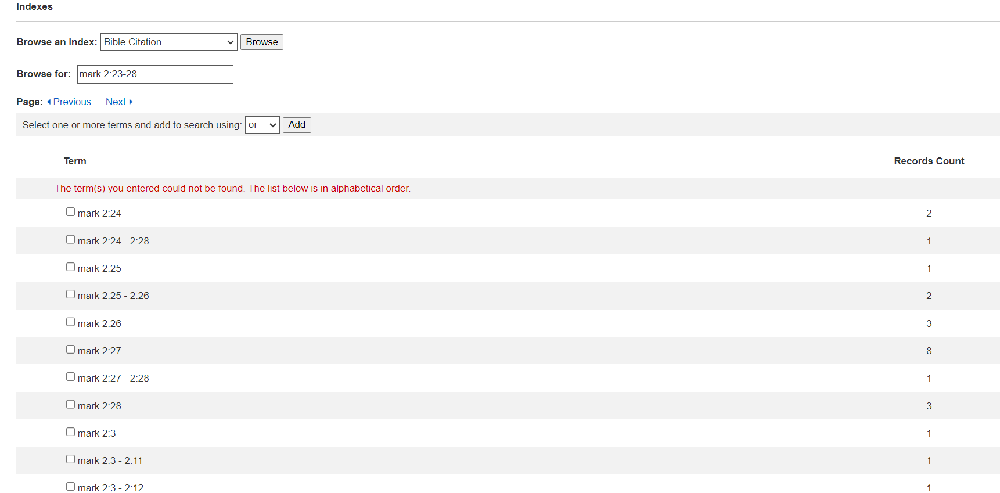 Indexes
Browse an Index: Bible Citation Browse
Browse for: mark 2:23-28
Page: Previous Next
Select one or more terms and add to search using: or Add
Term Records Count
The term(s) you entered could not be found. The list below is in alphabetical order.
mark 2:24 2
mark 2:24 - 2:28 1
mark 2:25 1
mark 2:25 - 2:26 2
mark 2:26 3
mark 2:27 8
mark 2:27 - 2:28 1
mark 2:28 3
mark 2:3 1
mark 2:3 - 2:11 1
mark 2:3 - 2:12 1